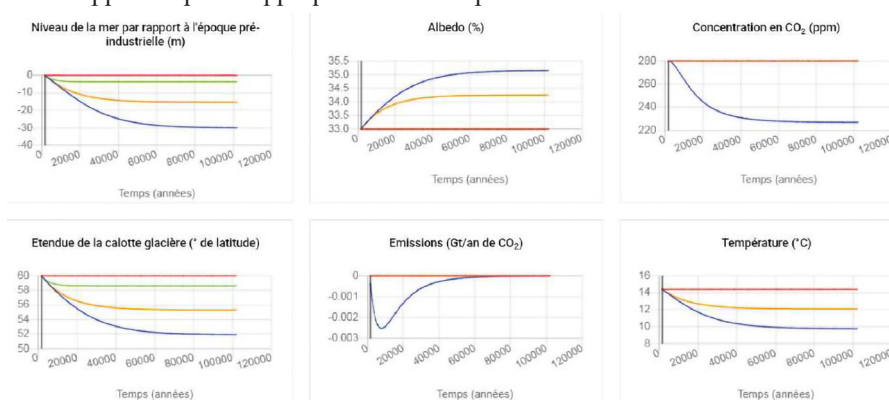 Niveau de la mer par rapport à l'époque pré-
industrielle (m)
0
-10
-20
-30
-40
0 20000 40000 60000 80000 100000 120000
Temps (années)
Albedo (%)
35.5
35.0
34.5
34.0
33.5
33.0
0 20000 40000 60000 80000 100000 120000
Temps (années)
Concentration en CO₂ (ppm)
280
260
240
220
0 20000 40000 60000 80000 100000 120000
Temps (années)
Etendue de la calotte glacière (° de latitude)
60
58
56
54
52
50
0 20000 40000 60000 80000 100000 120000
Temps (années)
Emissions (Gt/an de CO₂)
0
-0.001
-0.002
-0.003
0 20000 40000 60000 80000 100000 120000
Temps (années)
Température (°C)
16
14
12
10
8
0 20000 40000 60000 80000 100000 120000
Temps (années)